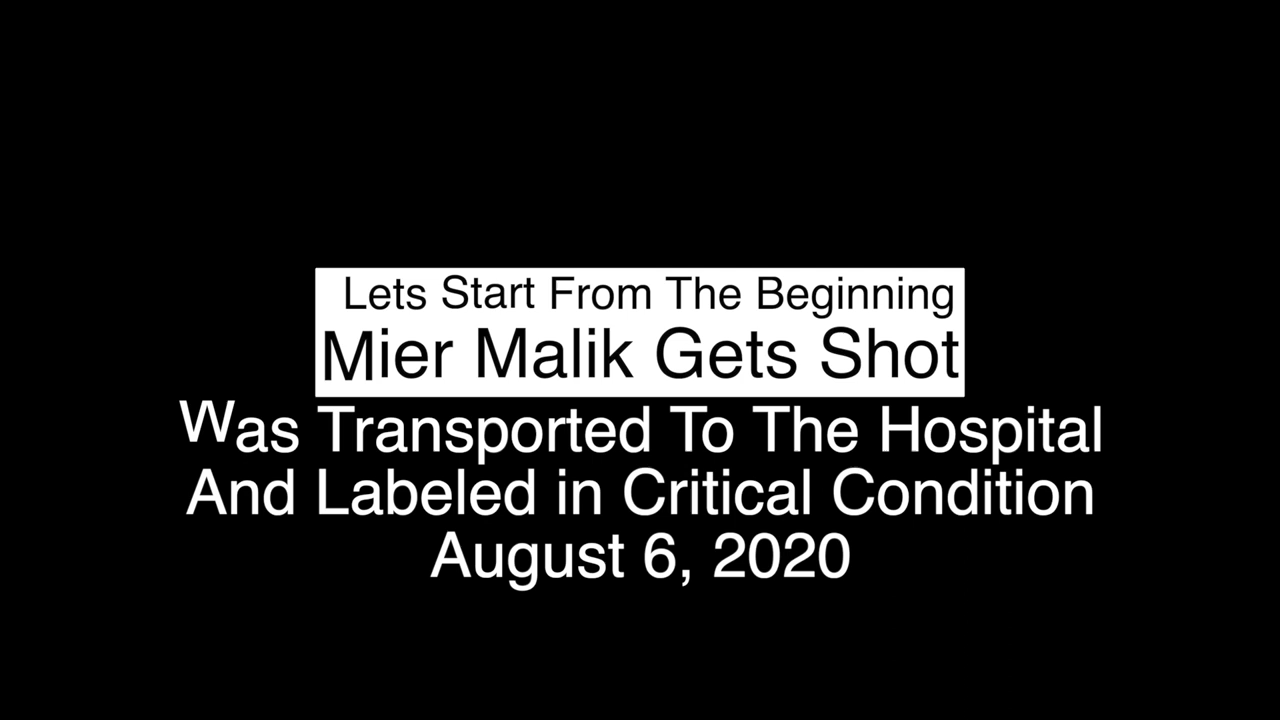 Lets Start From The Beginning
Mier Malik Gets Shot
Was Transported To The Hospital
And Labeled in Critical Condition
August 6, 2020